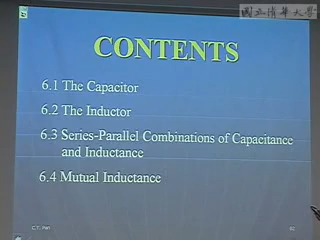 國立清華大學
CONTENTS
6.1 The Capacitor
6.2 The Inductor
6.3 Series-Parallel Combinations of Capacitance
and Inductance
6.4 Mutual Inductance